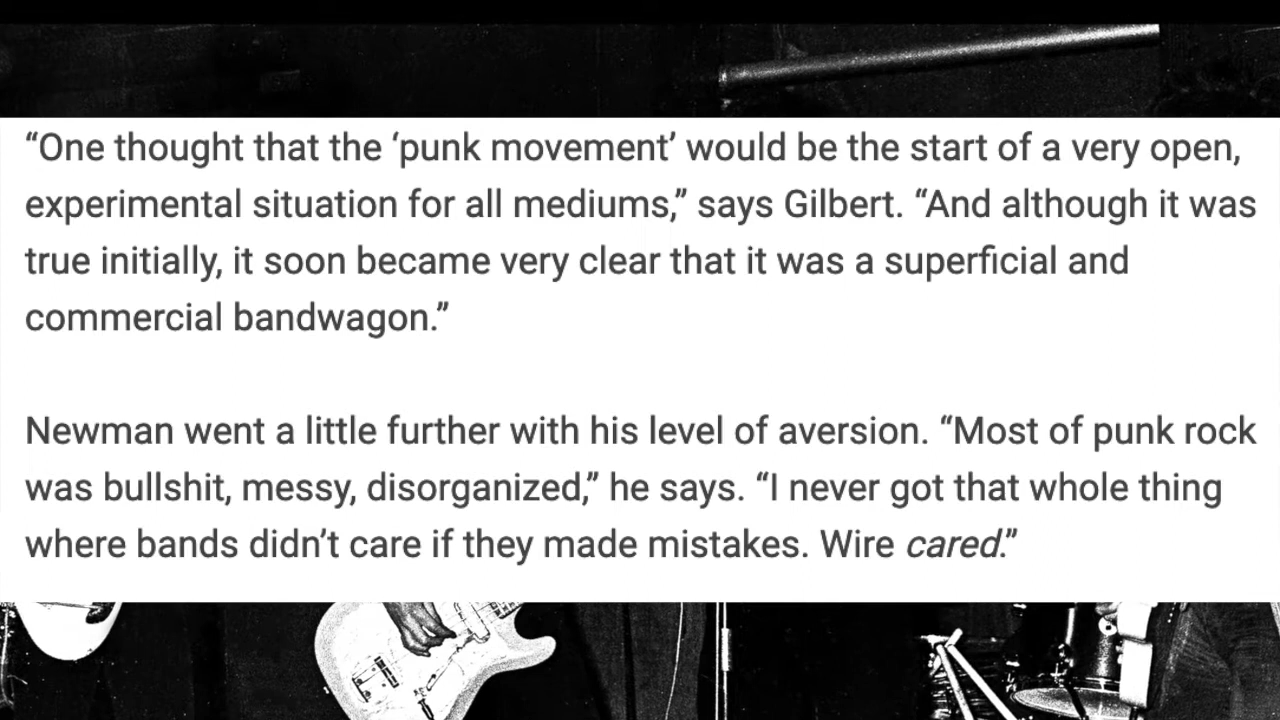 “One thought that the ‘punk movement’ would be the start of a very open,
experimental situation for all mediums,” says Gilbert. “And although it was
true initially, it soon became very clear that it was a superficial and
commercial bandwagon.”
Newman went a little further with his level of aversion. “Most of punk rock
was bullshit, messy, disorganized,” he says. “I never got that whole thing
where bands didn’t care if they made mistakes. Wire cared.”